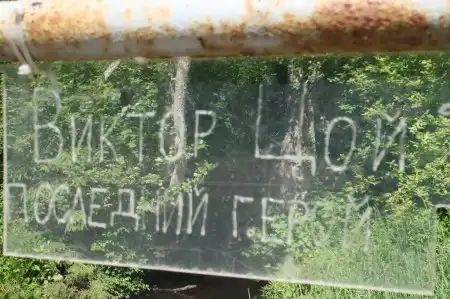 Виктор Цой
последний герой